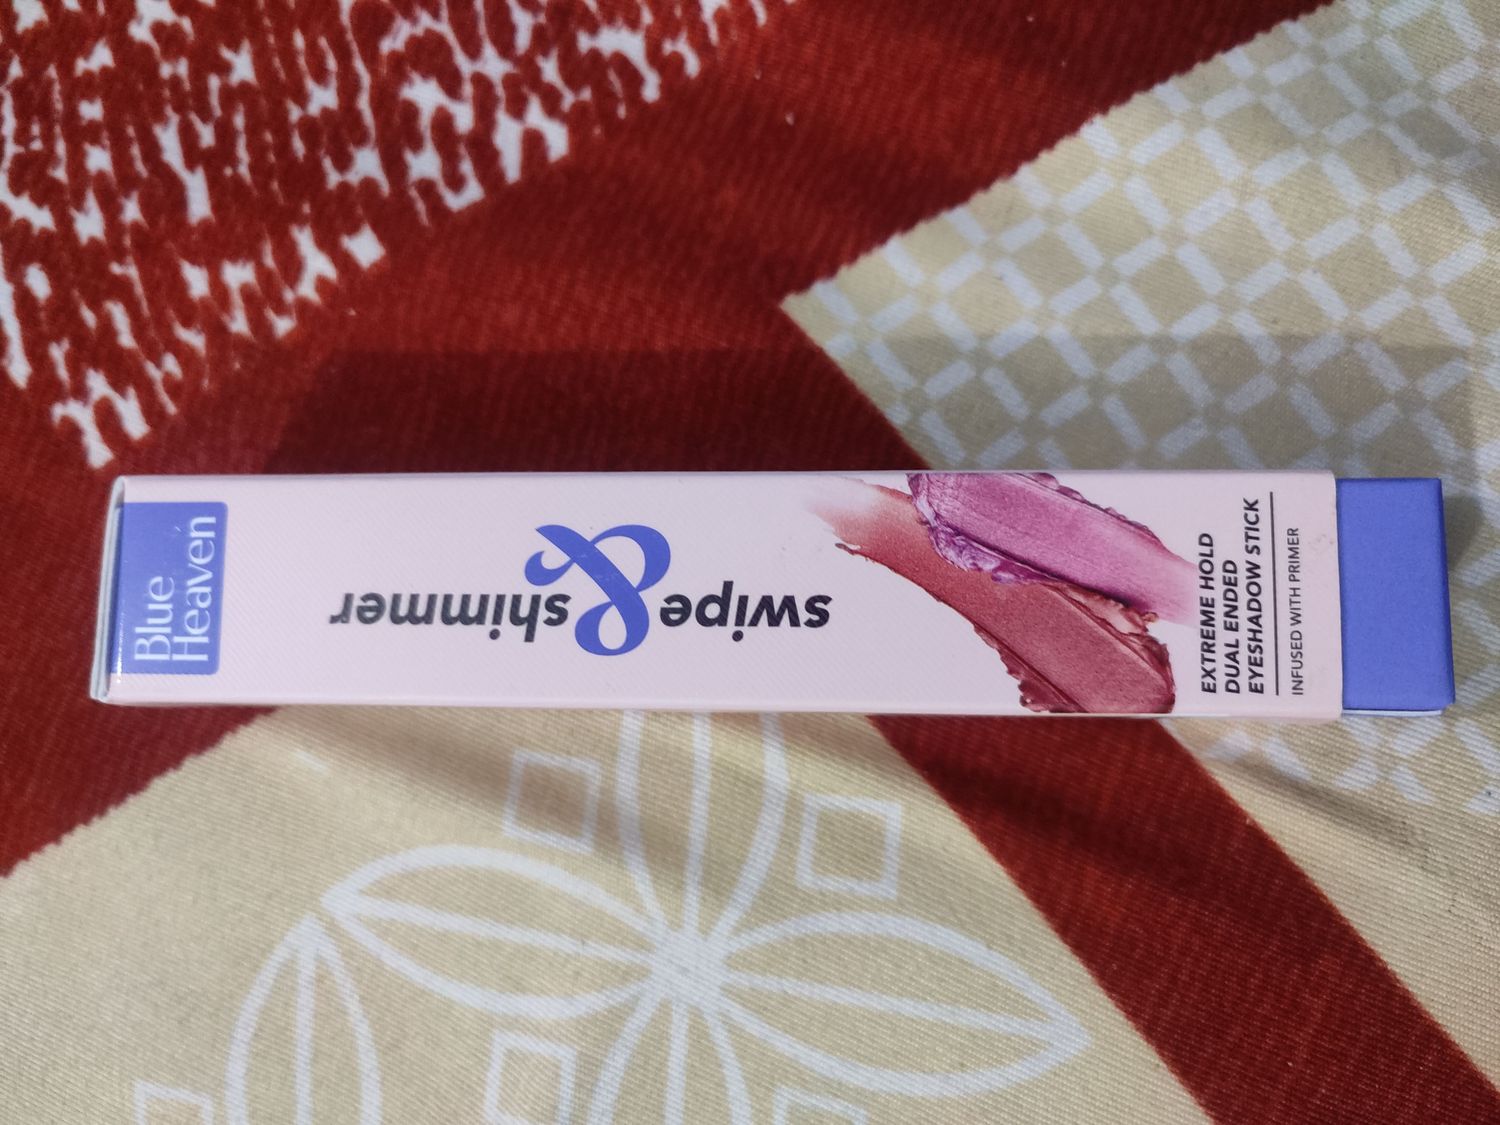 Blue
Heaven
swipe & shimmer
EXTREME HOLD
DUAL ENDED
EYESHADOW STICK
INFUSED WITH PRIMER